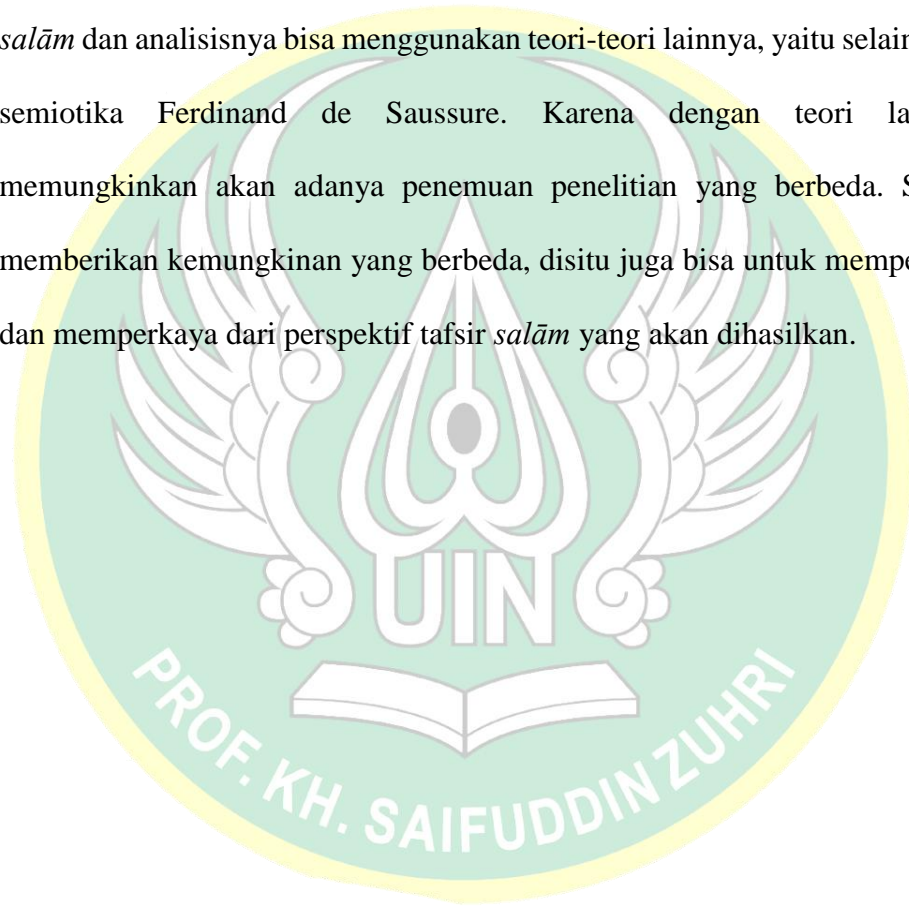 salām dan analisisnya bisa menggunakan teori-teori lainnya, yaitu
semiotika Ferdinand de Saussure. Karena dengan teori
memungkinkan akan adanya penemuan penelitian yang berbeda.
memberikan kemungkinan yang berbeda, disitu juga bisa untuk
dan memperkaya dari perspektif tafsir salām yang akan dihasilkan.
UIN
PROF. KH. SAIFUDDIN ZUHRI